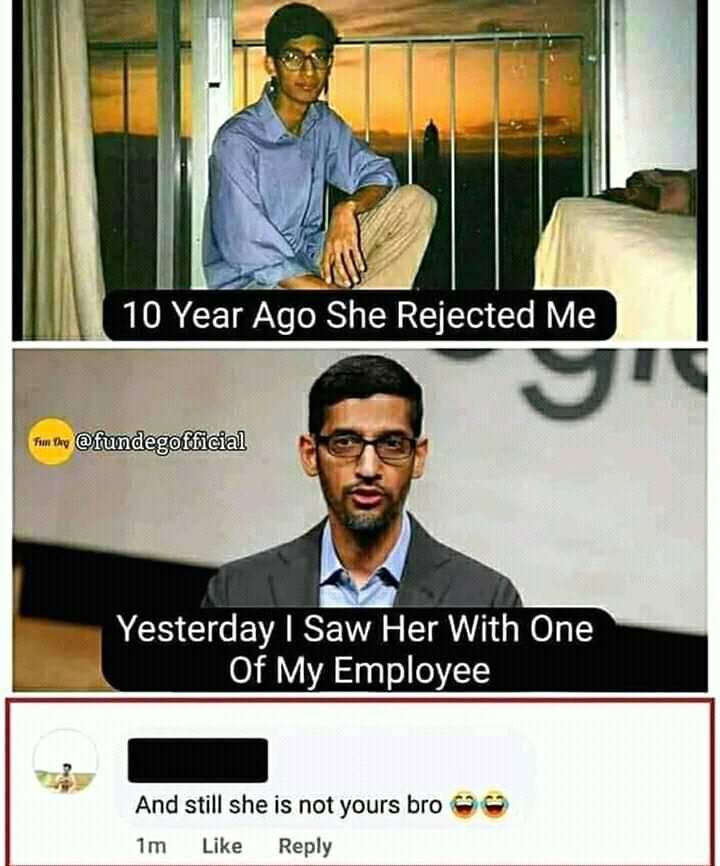 10 Year Ago She Rejected Me
Fun Deg @fundegofficial
Yesterday I Saw Her With One
Of My Employee
And still she is not yours bro 😂😂
1m Like Reply